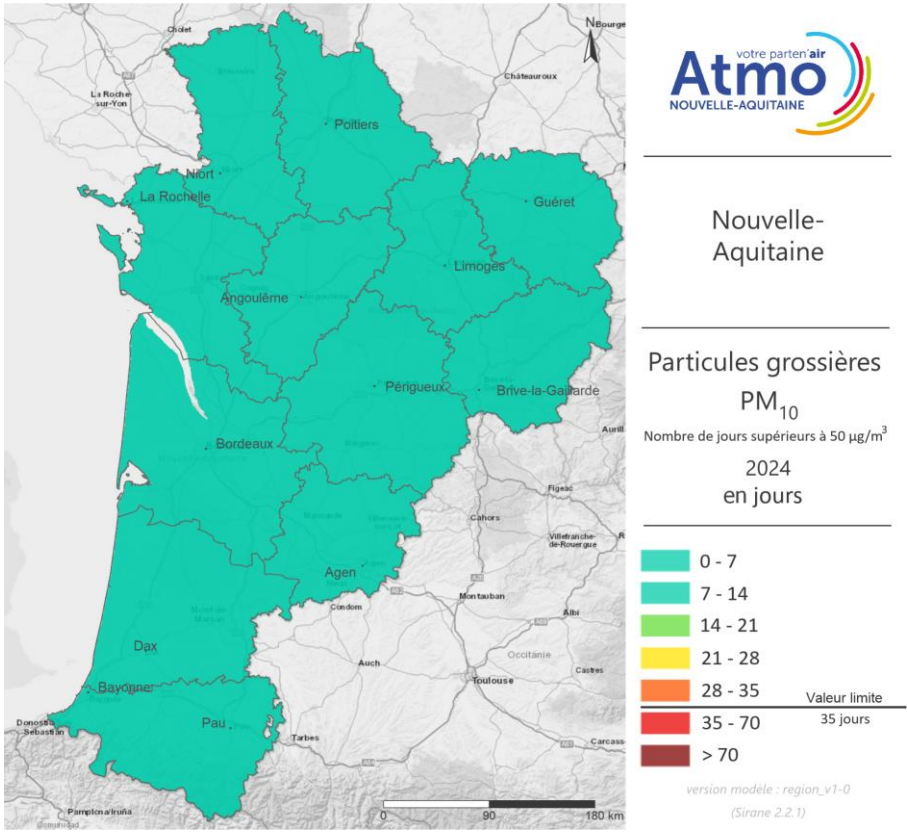 N
Bourge
Cholet
Châteauroux
La Roche-
sur-Yon
Poitiers
Niort
La Rochelle
Guéret
Limoges
Angoulême
Périgueux
Brive-la-Gaillarde
Bordeaux
Aurill
Figeac
Cahors
Villefranche-
de-Rouergue
Agen
Montauban
Condom
Albi
Dax
Auch
Occitanie
Castres
Toulouse
Bayonne
Pau
Donostia
Sebastián
Tarbes
Carcass
Pamplona/Iruña
0
90
180 km
votre parten'air
Atmo
NOUVELLE-AQUITAINE
Nouvelle-
Aquitaine
Particules grossières
PM10
Nombre de jours supérieurs à 50 µg/m³
2024
en jours
0 - 7
7 - 14
14 - 21
21 - 28
28 - 35
Valeur limite
35 jours
35 - 70
> 70
version modèle : region_v1-0
(Sirane 2.2.1)